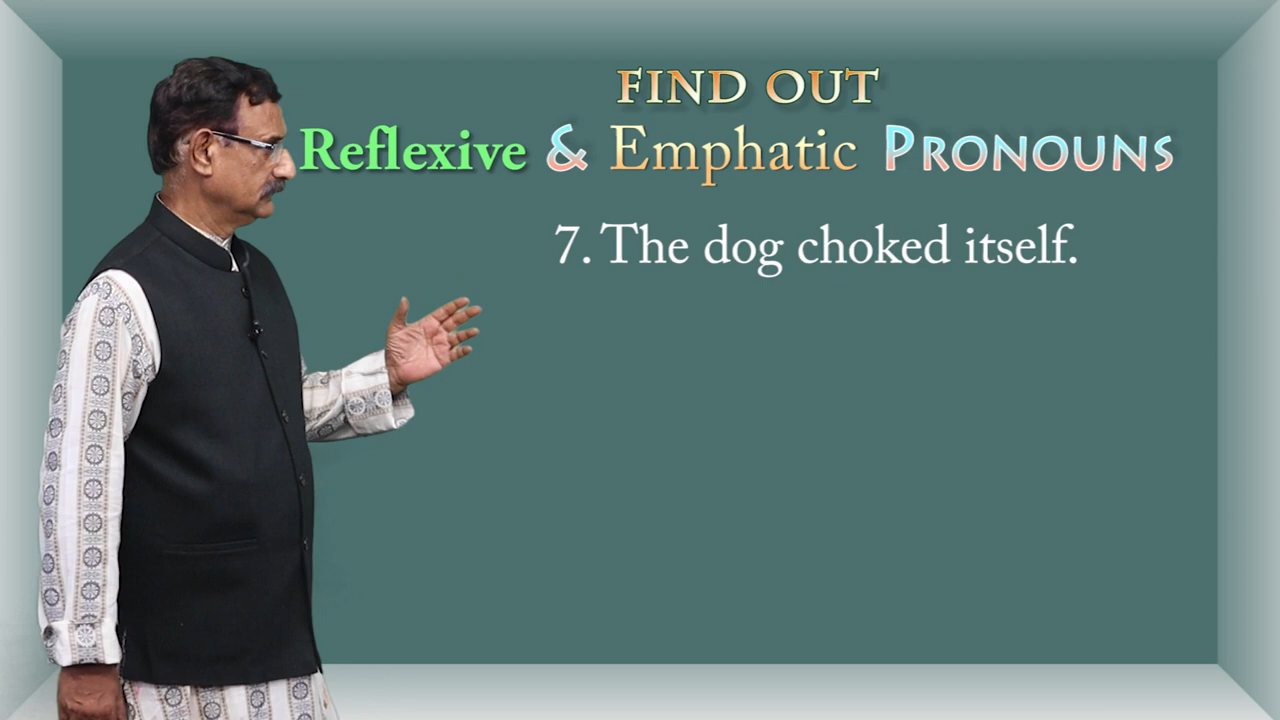 FIND OUT
Reflexive & Emphatic PRONOUNS
7. The dog choked itself.